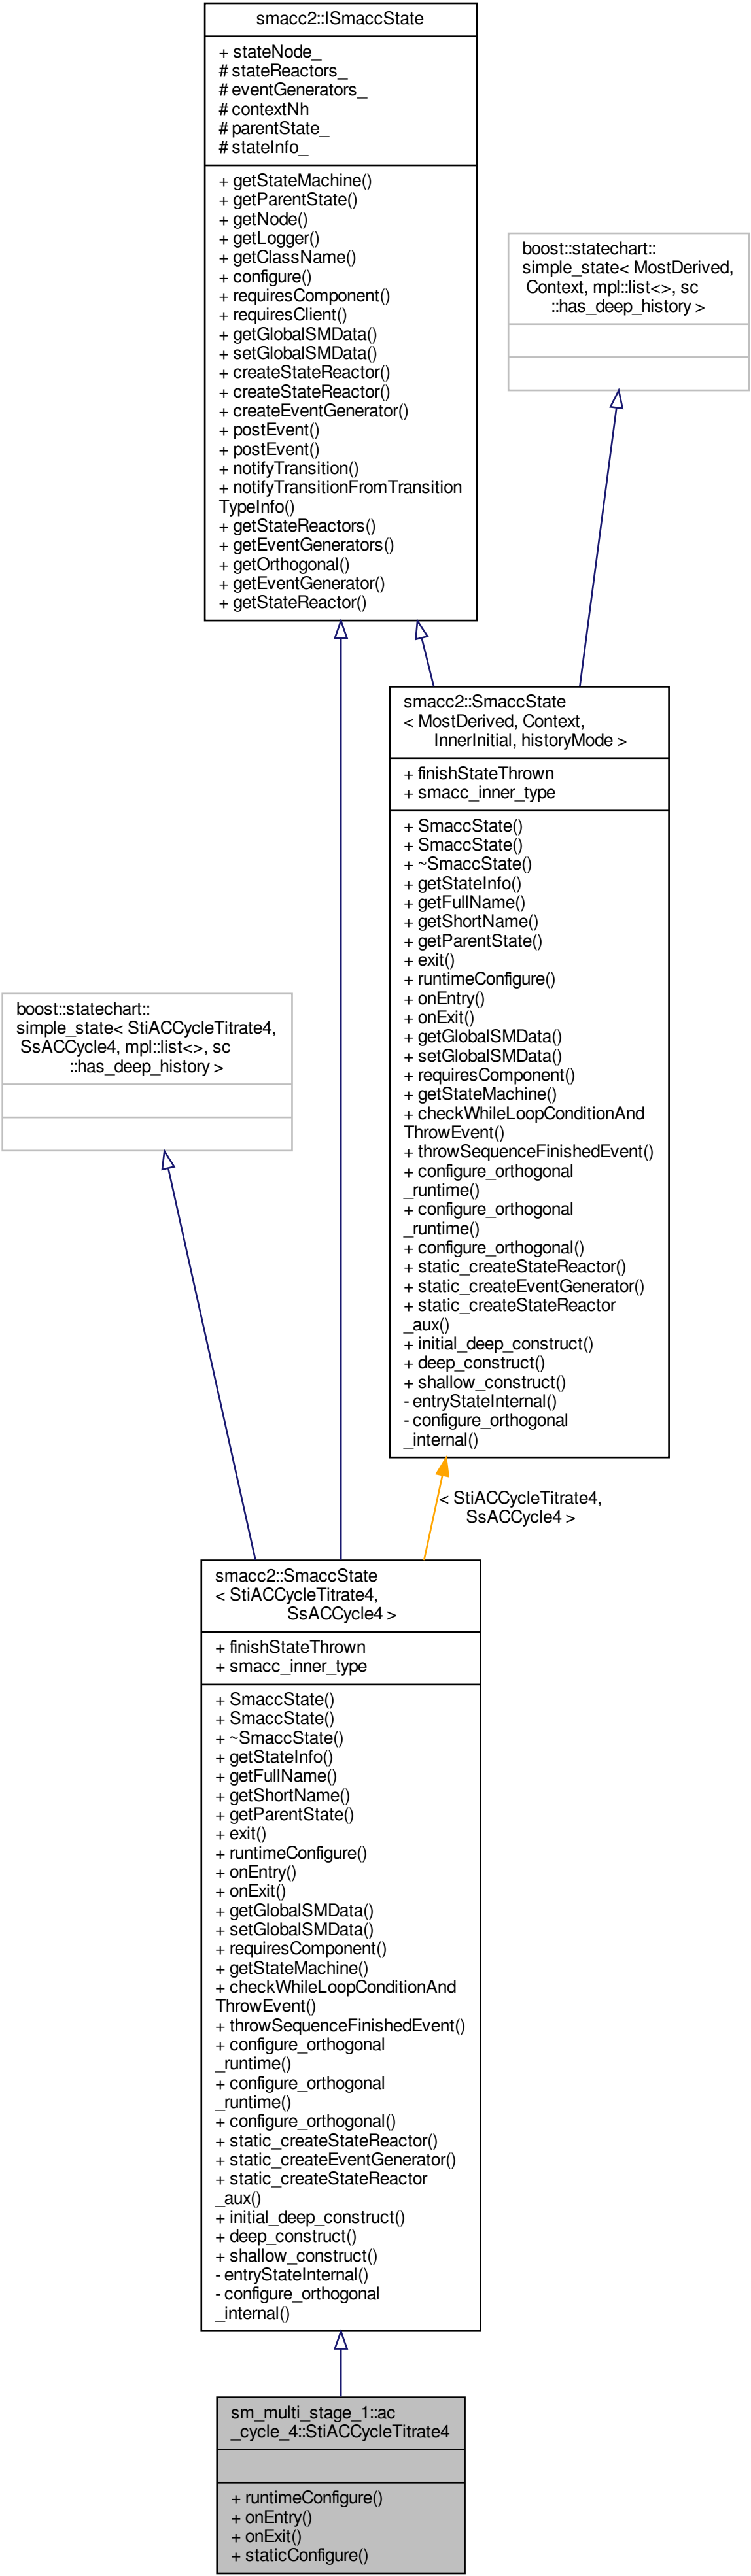 smacc2::ISmaccState
+ stateNode_
# stateReactors_
# eventGenerators_
# contextNh
# parentState_
# stateInfo_
+ getStateMachine()
+ getParentState()
+ getNode()
+ getLogger()
+ getClassName()
+ configure()
+ requiresComponent()
+ requiresClient()
+ getGlobalSMData()
+ setGlobalSMData()
+ createStateReactor()
+ createStateReactor()
+ createEventGenerator()
+ postEvent()
+ postEvent()
+ notifyTransition()
+ notifyTransitionFromTransition
TypeInfo()
+ getStateReactors()
+ getEventGenerators()
+ getOrthogonal()
+ getEventGenerator()
+ getStateReactor()
boost::statechart::
simple_state< MostDerived,
Context, mpl::list<>, sc
::has_deep_history >
smacc2::SmaccState
< MostDerived, Context,
InnerInitial, historyMode >
+ finishStateThrown
+ smacc_inner_type
+ SmaccState()
+ SmaccState()
+ ~SmaccState()
+ getStateInfo()
+ getFullName()
+ getShortName()
+ getParentState()
+ exit()
+ runtimeConfigure()
+ onEntry()
+ onExit()
+ getGlobalSMData()
+ setGlobalSMData()
+ requiresComponent()
+ getStateMachine()
+ checkWhileLoopConditionAnd
ThrowEvent()
+ throwSequenceFinishedEvent()
+ configure_orthogonal
_runtime()
+ configure_orthogonal
_runtime()
+ configure_orthogonal()
+ static_createStateReactor()
+ static_createEventGenerator()
+ static_createStateReactor
_aux()
+ initial_deep_construct()
+ deep_construct()
+ shallow_construct()
- entryStateInternal()
- configure_orthogonal
_internal()
boost::statechart::
simple_state< StiACCycleTitrate4,
SsACCycle4, mpl::list<>, sc
::has_deep_history >
< StiACCycleTitrate4,
SsACCycle4 >
smacc2::SmaccState
< StiACCycleTitrate4,
SsACCycle4 >
+ finishStateThrown
+ smacc_inner_type
+ SmaccState()
+ SmaccState()
+ ~SmaccState()
+ getStateInfo()
+ getFullName()
+ getShortName()
+ getParentState()
+ exit()
+ runtimeConfigure()
+ onEntry()
+ onExit()
+ getGlobalSMData()
+ setGlobalSMData()
+ requiresComponent()
+ getStateMachine()
+ checkWhileLoopConditionAnd
ThrowEvent()
+ throwSequenceFinishedEvent()
+ configure_orthogonal
_runtime()
+ configure_orthogonal
_runtime()
+ configure_orthogonal()
+ static_createStateReactor()
+ static_createEventGenerator()
+ static_createStateReactor
_aux()
+ initial_deep_construct()
+ deep_construct()
+ shallow_construct()
- entryStateInternal()
- configure_orthogonal
_internal()
sm_multi_stage_1::ac
_cycle_4::StiACCycleTitrate4
+ runtimeConfigure()
+ onEntry()
+ onExit()
+ staticConfigure()